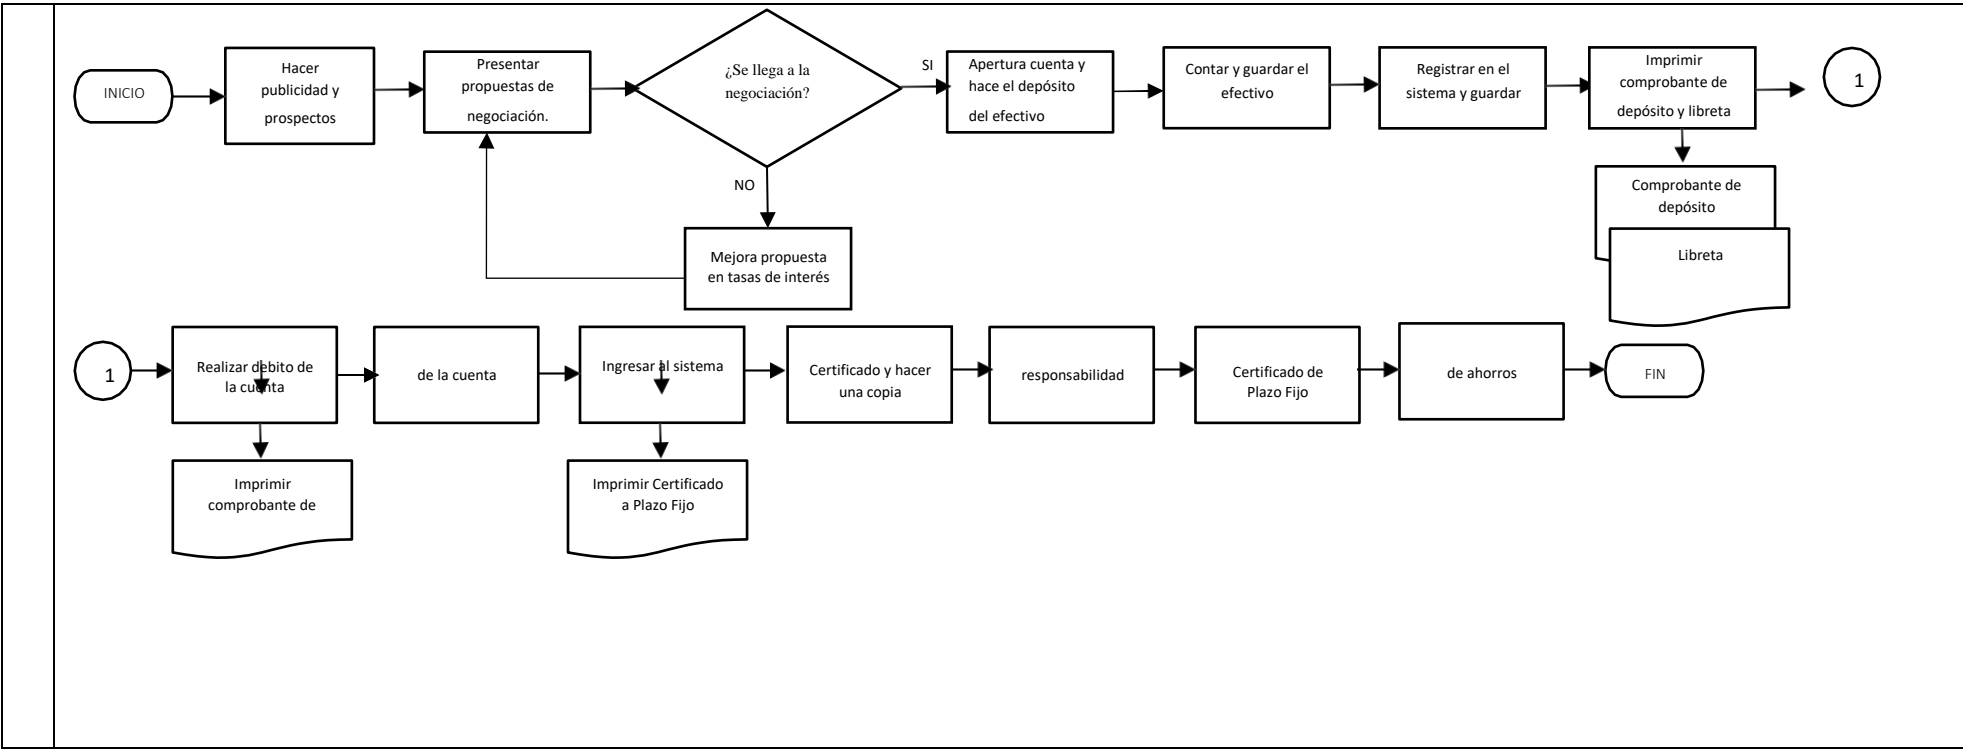 INICIO
Hacer
publicidad y
prospectos
Presentar
propuestas de
negociación.
¿Se llega a la
negociación?
SI
Apertura cuenta y
hace el depósito
del efectivo
Contar y guardar el
efectivo
Registrar en el
sistema y guardar
Imprimir
comprobante de
depósito y libreta
1
NO
Mejora propuesta
en tasas de interés
Comprobante de
depósito
Libreta
1
Realizar debito de
la cuenta
de la cuenta
Ingresar al sistema
Certificado y hacer
una copia
responsabilidad
Certificado de
Plazo Fijo
de ahorros
FIN
Imprimir
comprobante de
Imprimir Certificado
a Plazo Fijo